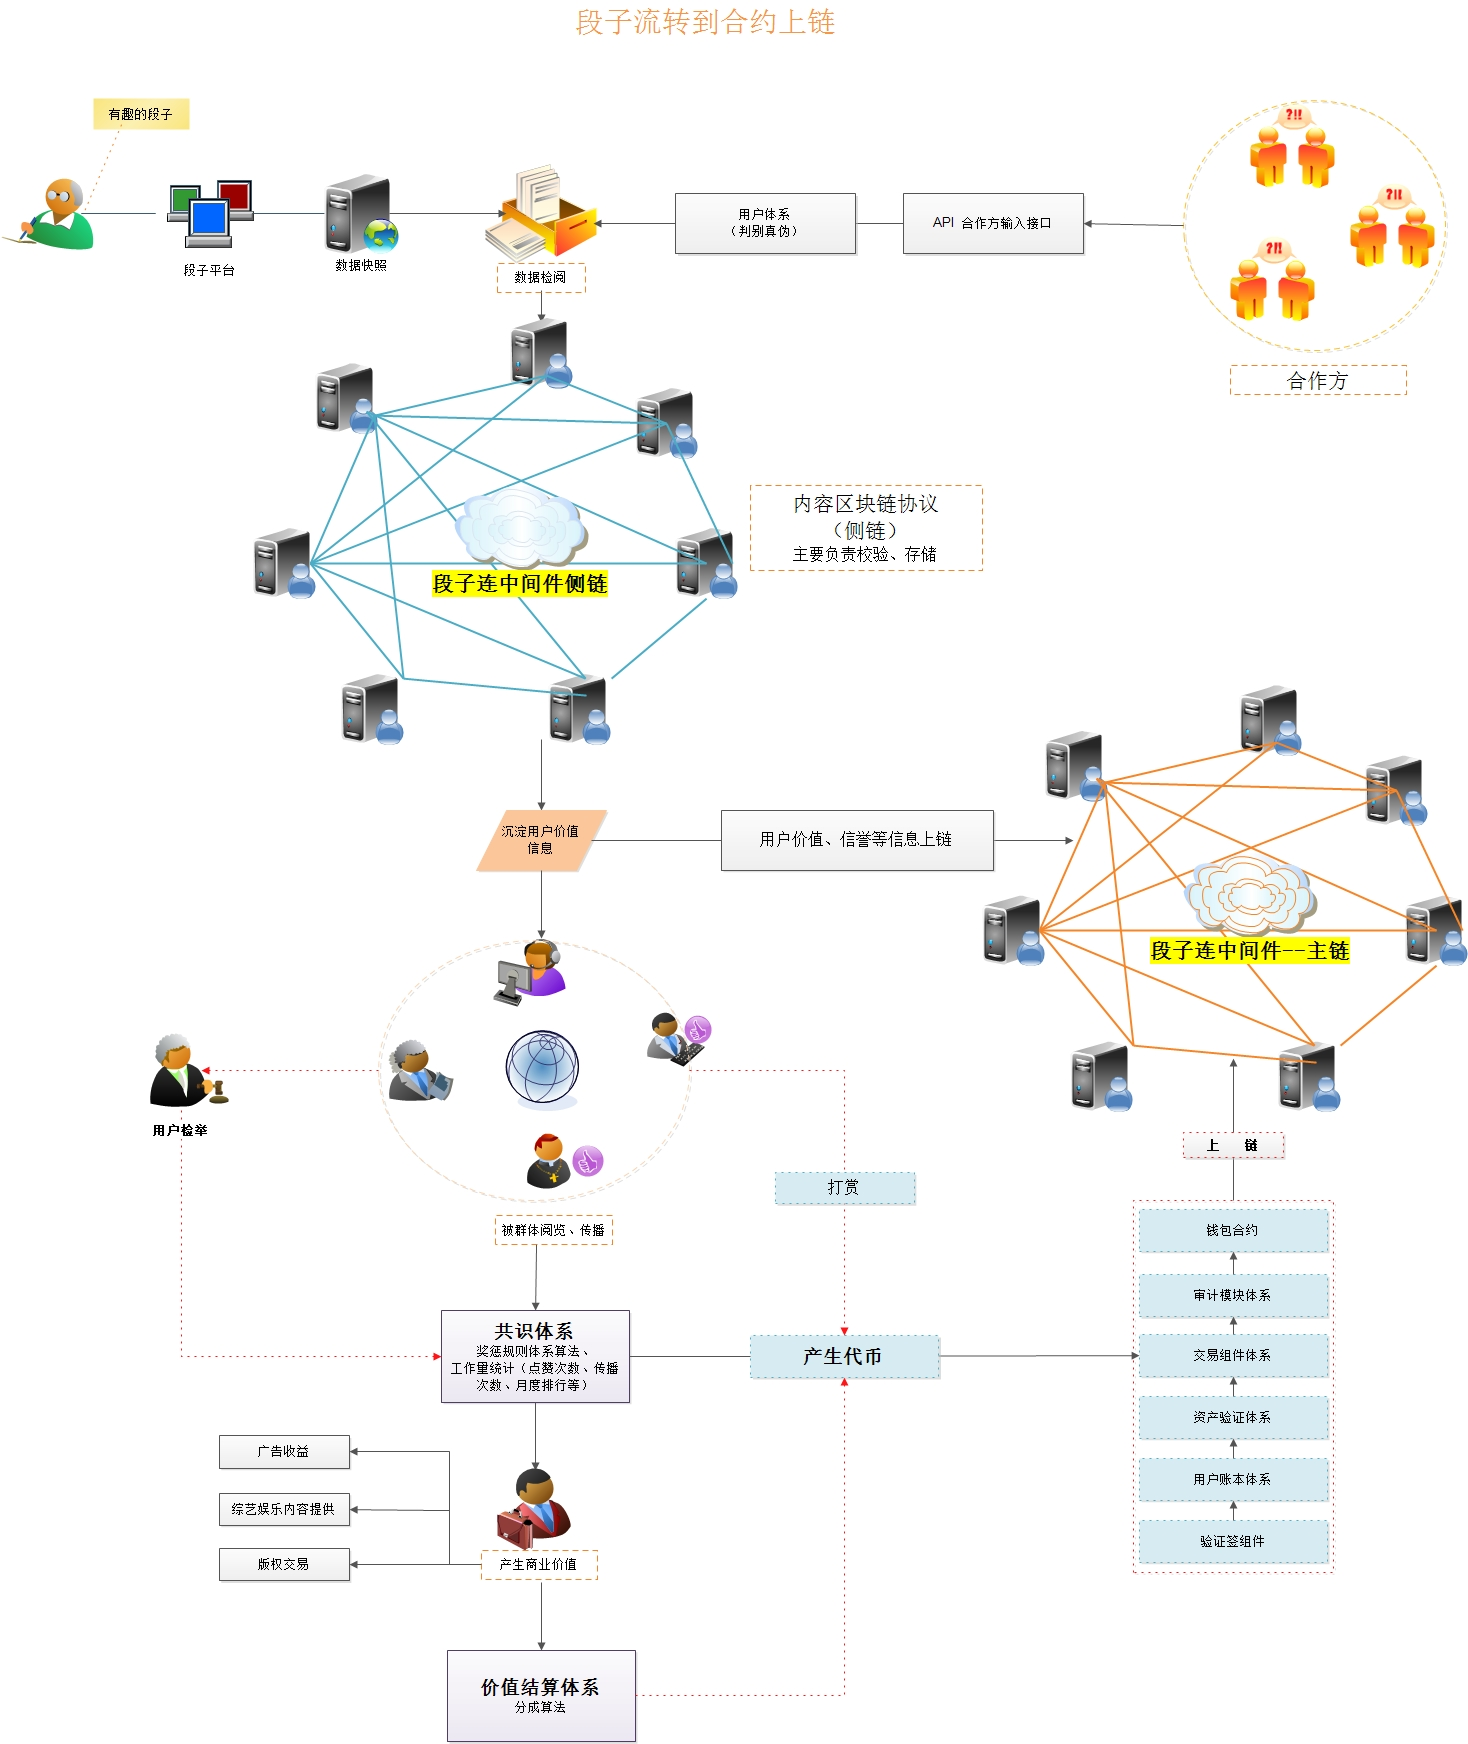 段子流转到合约上链
有趣的段子
?!!
?!!
?!!
用户体系
（判别真伪）
API 合作方输入接口
段子平台
数据快照
数据检阅
合作方
内容区块链协议
（侧链）
主要负责校验、存储
段子连中间件侧链
沉淀用户价值
信息
用户价值、信誉等信息上链
段子连中间件--主链
用户检举
上 链
打赏
被群体阅览、传播
钱包合约
审计模块体系
共识体系
奖惩规则体系算法、
工作量统计（点赞次数、传播
次数、月度排行等）
产生代币
交易组件体系
资产验证体系
广告收益
用户账本体系
综艺娱乐内容提供
验证签组件
版权交易
产生商业价值
价值结算体系
分成算法